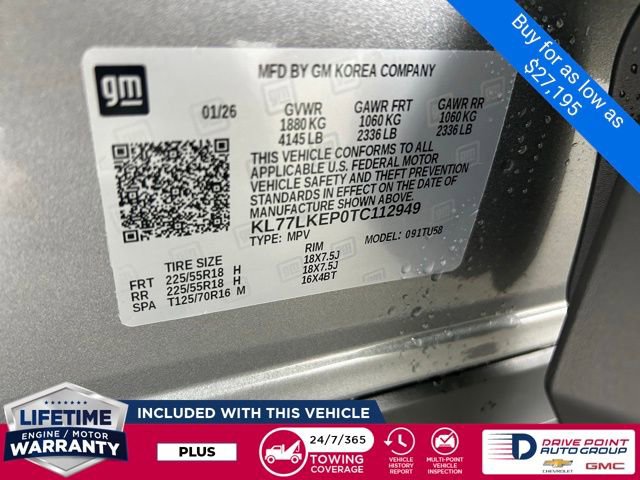 Buy for as low as
$27,195
gm
MFD BY GM KOREA COMPANY
01/26 GVWR GAWR FRT GAWR RR
1880 KG 1060 KG 1060 KG
4145 LB 2336 LB 2336 LB
THIS VEHICLE CONFORMS TO ALL
APPLICABLE U.S. FEDERAL MOTOR
VEHICLE SAFETY AND THEFT PREVENTION
STANDARDS IN EFFECT ON THE DATE OF
MANUFACTURE SHOWN ABOVE.
KL77LKEP0TC112949
TYPE: MPV MODEL: 091TU58
TIRE SIZE RIM
FRT 225/55R18 H 18X7.5J
RR 225/55R18 H 18X7.5J
SPA T125/70R16 M 16X4BT
LIFETIME
ENGINE / MOTOR
WARRANTY
INCLUDED WITH THIS VEHICLE
PLUS
24/7/365
TOWING
COVERAGE
VEHICLE
HISTORY
REPORT
MULTI-POINT
VEHICLE
INSPECTION
DRIVE POINT
AUTO GROUP
CHEVROLET GMC